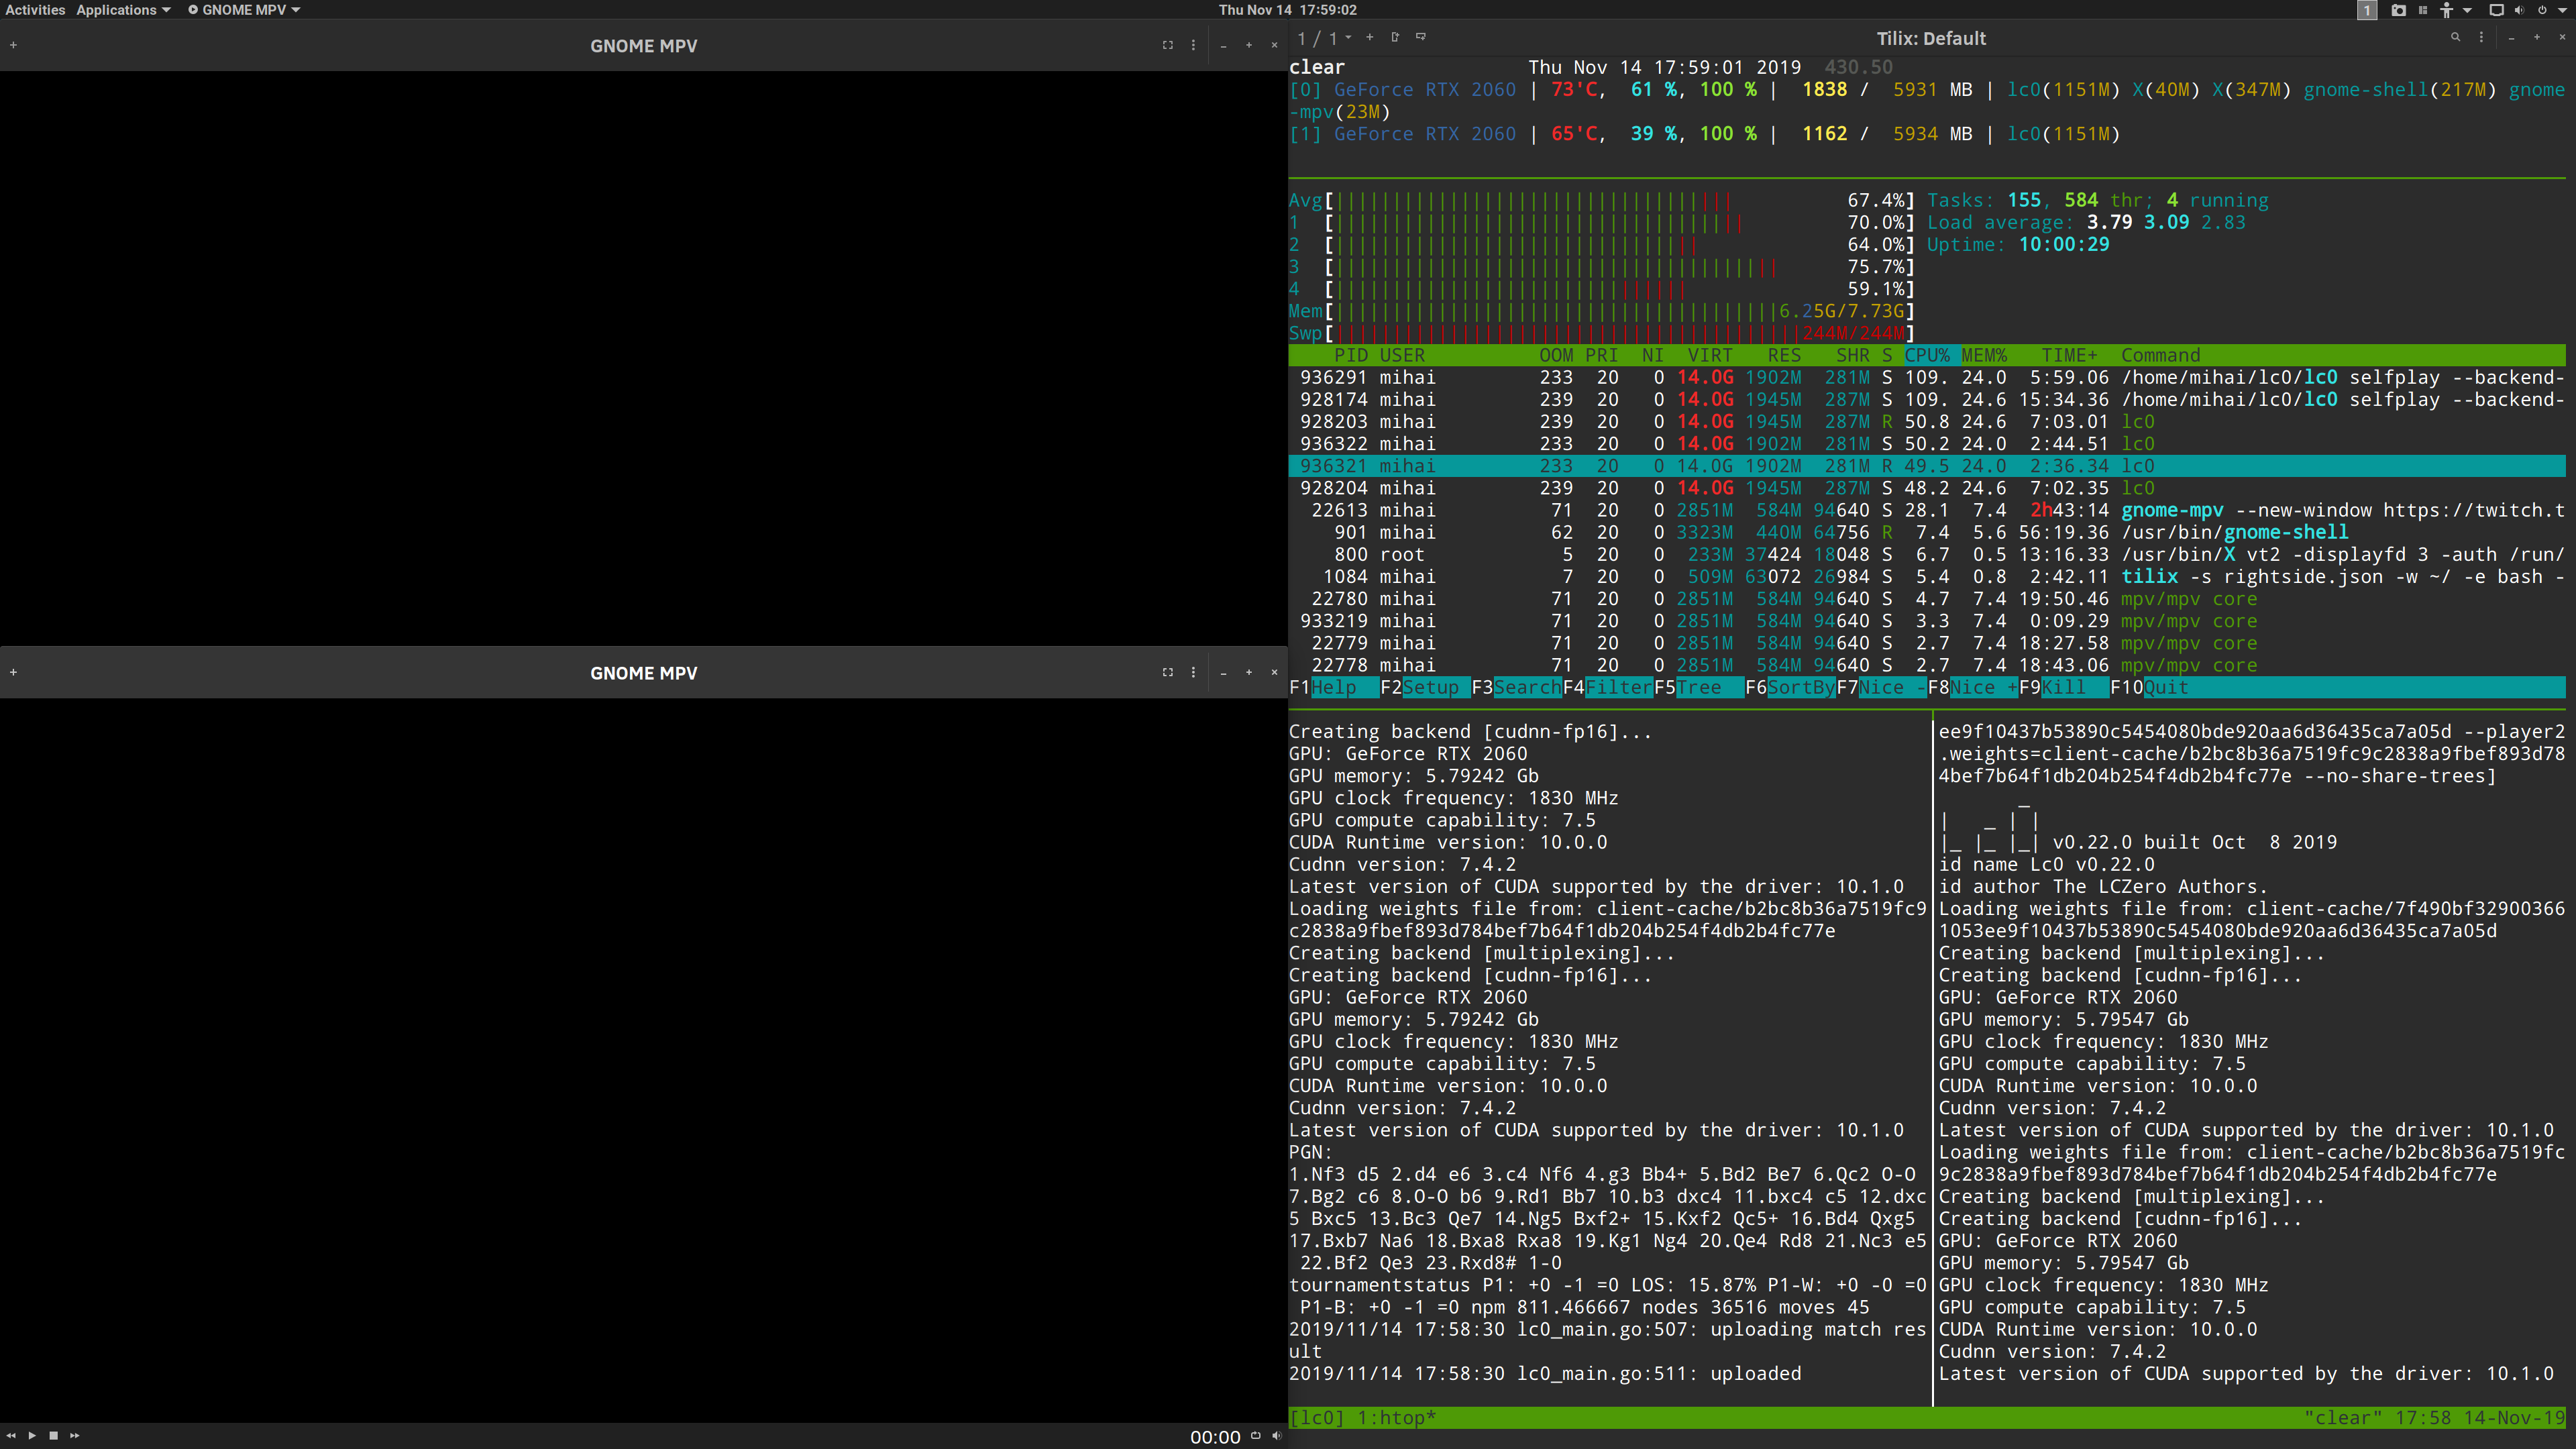 Activities Applications GNOME MPV Thu Nov 14 17:59:02 1
GNOME MPV
GNOME MPV
00:00
1 / 1 Tilix: Default
clear Thu Nov 14 17:59:01 2019 430.50
[0] GeForce RTX 2060 | 73'C, 61 %, 100 % | 1838 / 5931 MB | lc0(1151M) X(40M) X(347M) gnome-shell(217M) gnome
-mpv(23M)
[1] GeForce RTX 2060 | 65'C, 39 %, 100 % | 1162 / 5934 MB | lc0(1151M)
Avg[ 67.4%] Tasks: 155, 584 thr; 4 running
1 [ 70.0%] Load average: 3.79 3.09 2.83
2 [ 64.0%] Uptime: 10:00:29
3 [ 75.7%]
4 [ 59.1%]
Mem[ 6.25G/7.73G]
Swp[ 244M/244M]
PID USER OOM PRI NI VIRT RES SHR S CPU% MEM% TIME+ Command
936291 mihai 233 20 0 14.0G 1902M 281M S 109. 24.0 5:59.06 /home/mihai/lc0/lc0 selfplay --backend-
928174 mihai 239 20 0 14.0G 1945M 287M S 109. 24.6 15:34.36 /home/mihai/lc0/lc0 selfplay --backend-
928203 mihai 239 20 0 14.0G 1945M 287M R 50.8 24.6 7:03.01 lc0
936322 mihai 233 20 0 14.0G 1902M 281M S 50.2 24.0 2:44.51 lc0
936321 mihai 233 20 0 14.0G 1902M 281M R 49.5 24.0 2:36.34 lc0
928204 mihai 239 20 0 14.0G 1945M 287M S 48.2 24.6 7:02.35 lc0
22613 mihai 71 20 0 2851M 584M 94640 S 28.1 7.4 2h43:14 gnome-mpv --new-window https://twitch.t
901 mihai 62 20 0 3323M 440M 64756 R 7.4 5.6 56:19.36 /usr/bin/gnome-shell
800 root 5 20 0 233M 37424 18048 S 6.7 0.5 13:16.33 /usr/bin/X vt2 -displayfd 3 -auth /run/
1084 mihai 7 20 0 509M 63072 26984 S 5.4 0.8 2:42.11 tilix -s rightside.json -w ~/ -e bash -
22780 mihai 71 20 0 2851M 584M 94640 S 4.7 7.4 19:50.46 mpv/mpv core
933219 mihai 71 20 0 2851M 584M 94640 S 3.3 7.4 0:09.29 mpv/mpv core
22779 mihai 71 20 0 2851M 584M 94640 S 2.7 7.4 18:27.58 mpv/mpv core
22778 mihai 71 20 0 2851M 584M 94640 S 2.7 7.4 18:43.06 mpv/mpv core
F1Help F2Setup F3SearchF4FilterF5Tree F6SortByF7Nice -F8Nice +F9Kill F10Quit
Creating backend [cudnn-fp16]...
GPU: GeForce RTX 2060
GPU memory: 5.79242 Gb
GPU clock frequency: 1830 MHz
GPU compute capability: 7.5
CUDA Runtime version: 10.0.0
Cudnn version: 7.4.2
Latest version of CUDA supported by the driver: 10.1.0
Loading weights file from: client-cache/b2bc8b36a7519fc9
c2838a9fbef893d784bef7b64f1db204b254f4db2b4fc77e
Creating backend [multiplexing]...
Creating backend [cudnn-fp16]...
GPU: GeForce RTX 2060
GPU memory: 5.79242 Gb
GPU clock frequency: 1830 MHz
GPU compute capability: 7.5
CUDA Runtime version: 10.0.0
Cudnn version: 7.4.2
Latest version of CUDA supported by the driver: 10.1.0
PGN:
1.Nf3 d5 2.d4 e6 3.c4 Nf6 4.g3 Bb4+ 5.Bd2 Be7 6.Qc2 O-O
7.Bg2 c6 8.O-O b6 9.Rd1 Bb7 10.b3 dxc4 11.bxc4 c5 12.dxc
5 Bxc5 13.Bc3 Qe7 14.Ng5 Bxf2+ 15.Kxf2 Qc5+ 16.Bd4 Qxg5
17.Bxb7 Na6 18.Bxa8 Rxa8 19.Kg1 Ng4 20.Qe4 Rd8 21.Nc3 e5
22.Bf2 Qe3 23.Rxd8# 1-0
tournamentstatus P1: +0 -1 =0 LOS: 15.87% P1-W: +0 -0 =0
P1-B: +0 -1 =0 npm 811.466667 nodes 36516 moves 45
2019/11/14 17:58:30 lc0_main.go:507: uploading match res
ult
2019/11/14 17:58:30 lc0_main.go:511: uploaded
ee9f10437b53890c5454080bde920aa6d36435ca7a05d --player2
.weights=client-cache/b2bc8b36a7519fc9c2838a9fbef893d78
4bef7b64f1db204b254f4db2b4fc77e --no-share-trees]
_
| _ | |
|_ |_ |_| v0.22.0 built Oct 8 2019
id name Lc0 v0.22.0
id author The LCZero Authors.
Loading weights file from: client-cache/7f490bf32900366
1053ee9f10437b53890c5454080bde920aa6d36435ca7a05d
Creating backend [multiplexing]...
Creating backend [cudnn-fp16]...
GPU: GeForce RTX 2060
GPU memory: 5.79547 Gb
GPU clock frequency: 1830 MHz
GPU compute capability: 7.5
CUDA Runtime version: 10.0.0
Cudnn version: 7.4.2
Latest version of CUDA supported by the driver: 10.1.0
Loading weights file from: client-cache/b2bc8b36a7519fc
9c2838a9fbef893d784bef7b64f1db204b254f4db2b4fc77e
Creating backend [multiplexing]...
Creating backend [cudnn-fp16]...
GPU: GeForce RTX 2060
GPU memory: 5.79547 Gb
GPU clock frequency: 1830 MHz
GPU compute capability: 7.5
CUDA Runtime version: 10.0.0
Cudnn version: 7.4.2
Latest version of CUDA supported by the driver: 10.1.0
[lc0] 1:htop* "clear" 17:58 14-Nov-19